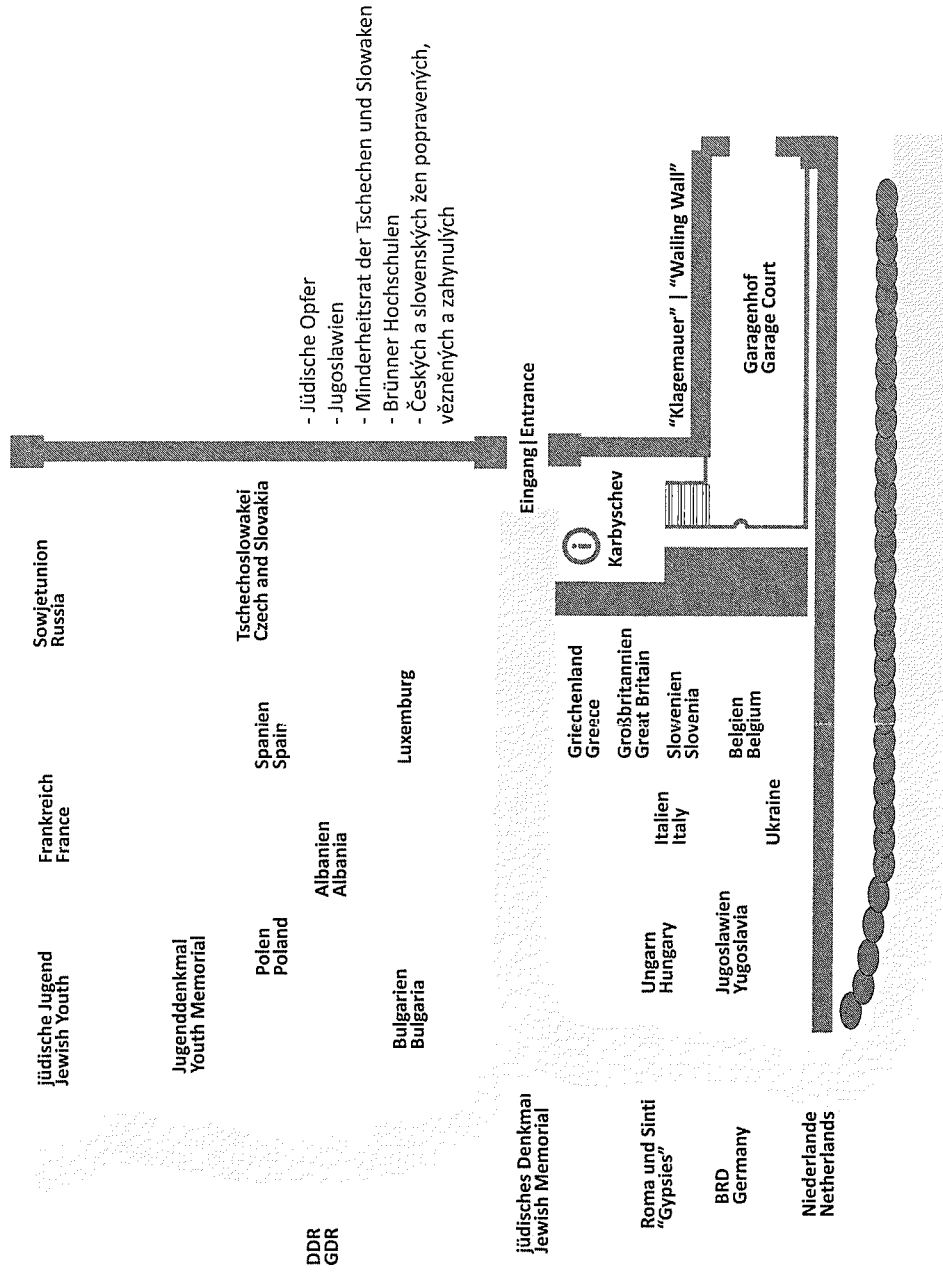 jüdische Jugend
Jewish Youth
Frankreich
France
Sowjetunion
Russia
Jugenddenkmal
Youth Memorial
Polen
Poland
Spanien
Spain
Tschechoslowakei
Czech and Slovakia
DDR
GDR
Albanien
Albania
- Jüdische Opfer
- Jugoslawien
- Minderheitsrat der Tschechen und Slowaken
- Brünner Hochschulen
- Českých a slovenských žen popravených,
vězněných a zahynulých
Bulgarien
Bulgaria
Luxemburg
jüdisches Denkmal
Jewish Memorial
Eingang | Entrance
Griechenland
Greece
i
Karbyschev
Großbritannien
Great Britain
Roma und Sinti
"Gypsies"
Ungarn
Hungary
Italien
Italy
Slowenien
Slovenia
"Klagemauer" | "Wailing Wall"
BRD
Germany
Jugoslawien
Yugoslavia
Belgien
Belgium
Garagenhof
Garage Court
Ukraine
Niederlande
Netherlands